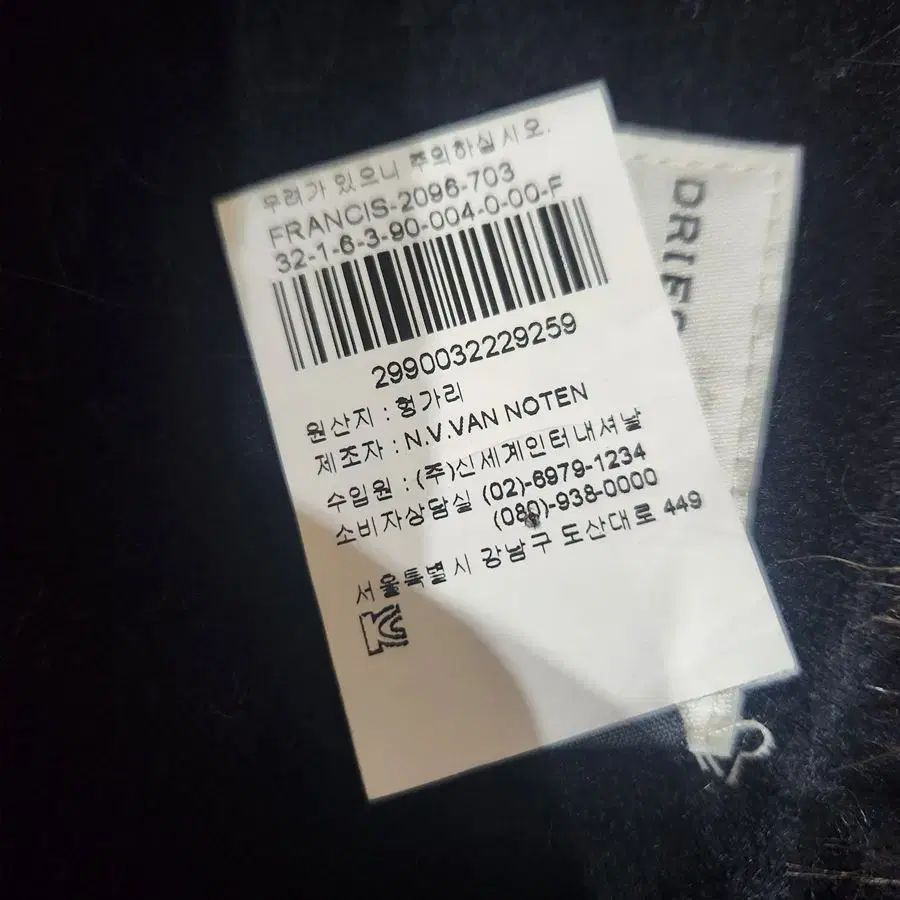 우려가 있으니 주의하십시오.
FRANCIS-2096-703
32-1-6-3-90-004-0-00-F
2990032229259
원산지 : 헝가리
제조자 : N.V.VAN NOTEN
수입원 : (주)신세계인터내셔날
소비자상담실 (02)-6979-1234
(080)-938-0000
서울특별시 강남구 도산대로 449
KC
DRIES